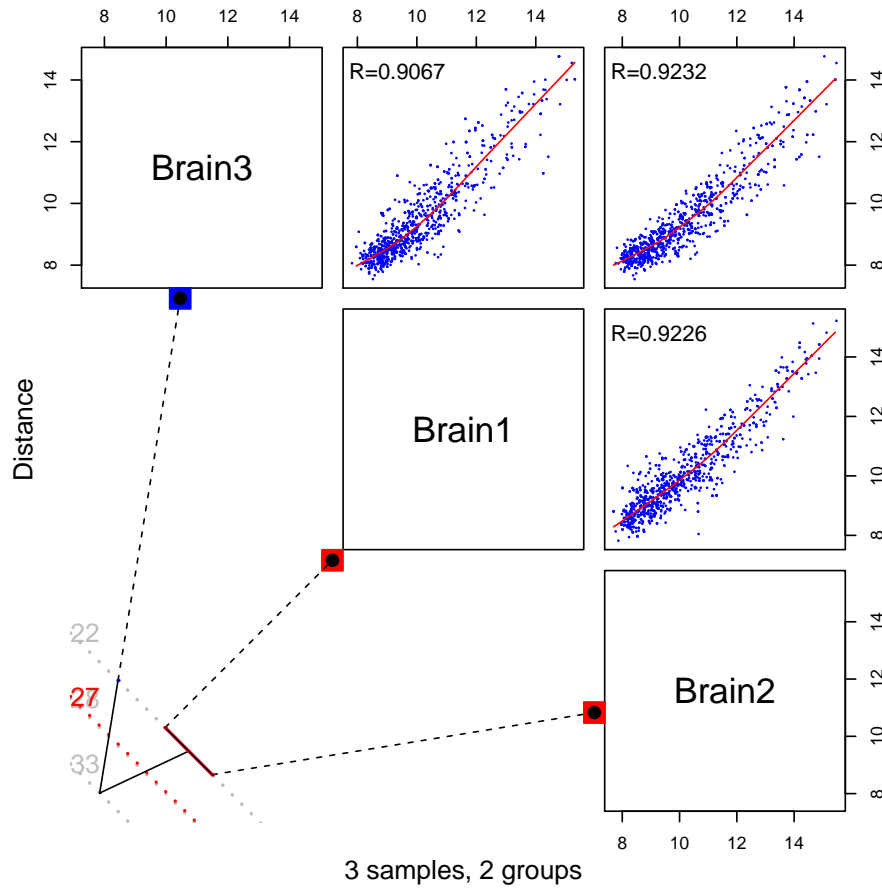 8 10 12 14 8 10 12 14 8 10 12 14
R=0.9067 R=0.9232
14 14
12 12
Brain3
10 10
8 8
R=0.9226
14
12
Brain1
Distance
10
8
22
14
27
Brain2
12
10
33
8
8 10 12 14
3 samples, 2 groups